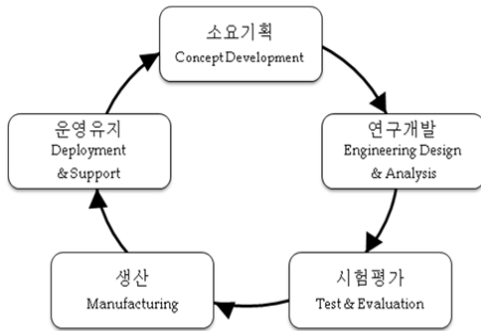 소요기획
Concept Development
연구개발
Engineering Design
& Analysis
시험평가
Test & Evaluation
생산
Manufacturing
운영유지
Deployment
& Support